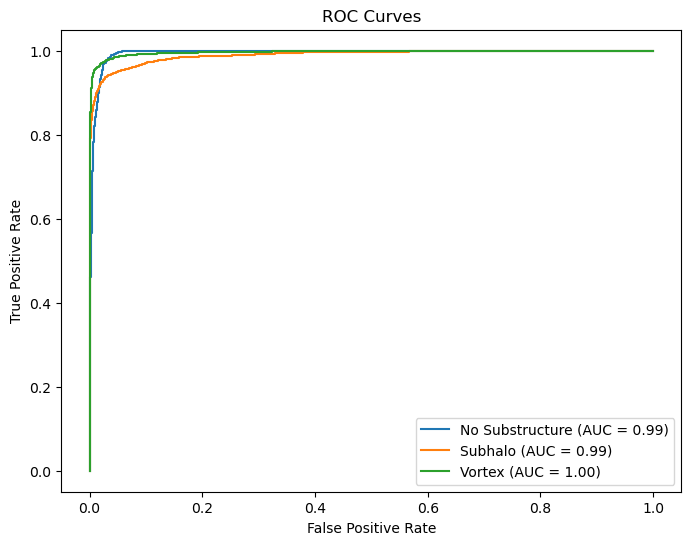 ROC Curves
True Positive Rate
1.0
0.8
0.6
0.4
0.2
0.0
No Substructure (AUC = 0.99)
Subhalo (AUC = 0.99)
Vortex (AUC = 1.00)
0.0 0.2 0.4 0.6 0.8 1.0
False Positive Rate